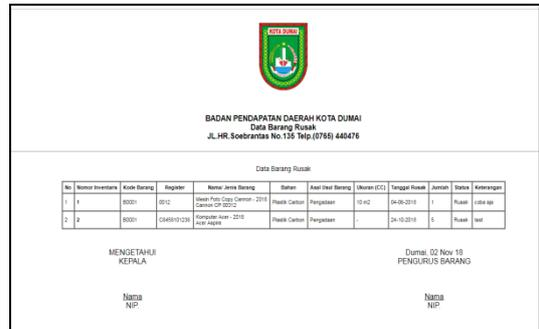 KOTA DUMAI
BADAN PENDAPATAN DAERAH KOTA DUMAI
Data Barang Rusak
JL.HR.Soebrantas No.135 Telp.(0765) 440476
Data Barang Rusak
No Nomor Inventaris Kode Barang Register Nama/ Jenis Barang Bahan Asal Usul Barang Ukuran (CC) Tanggal Rusak Jumlah Status Keterangan
1 1 B0001 0012 Mesin Foto Copy Cannon - 2016 Plastik Carbon Pengadaan 10 m2 04-06-2018 1 Rusak coba aja
Cannon CP 00312
2 2 B0001 Komputer Acer - 2018 Plastik Carbon Pengadaan - 24-10-2018 5 Rusak test
Acer Aspire
MENGETAHUI Dumai, 02 Nov 18
KEPALA PENGURUS BARANG
Nama Nama
NIP. NIP.